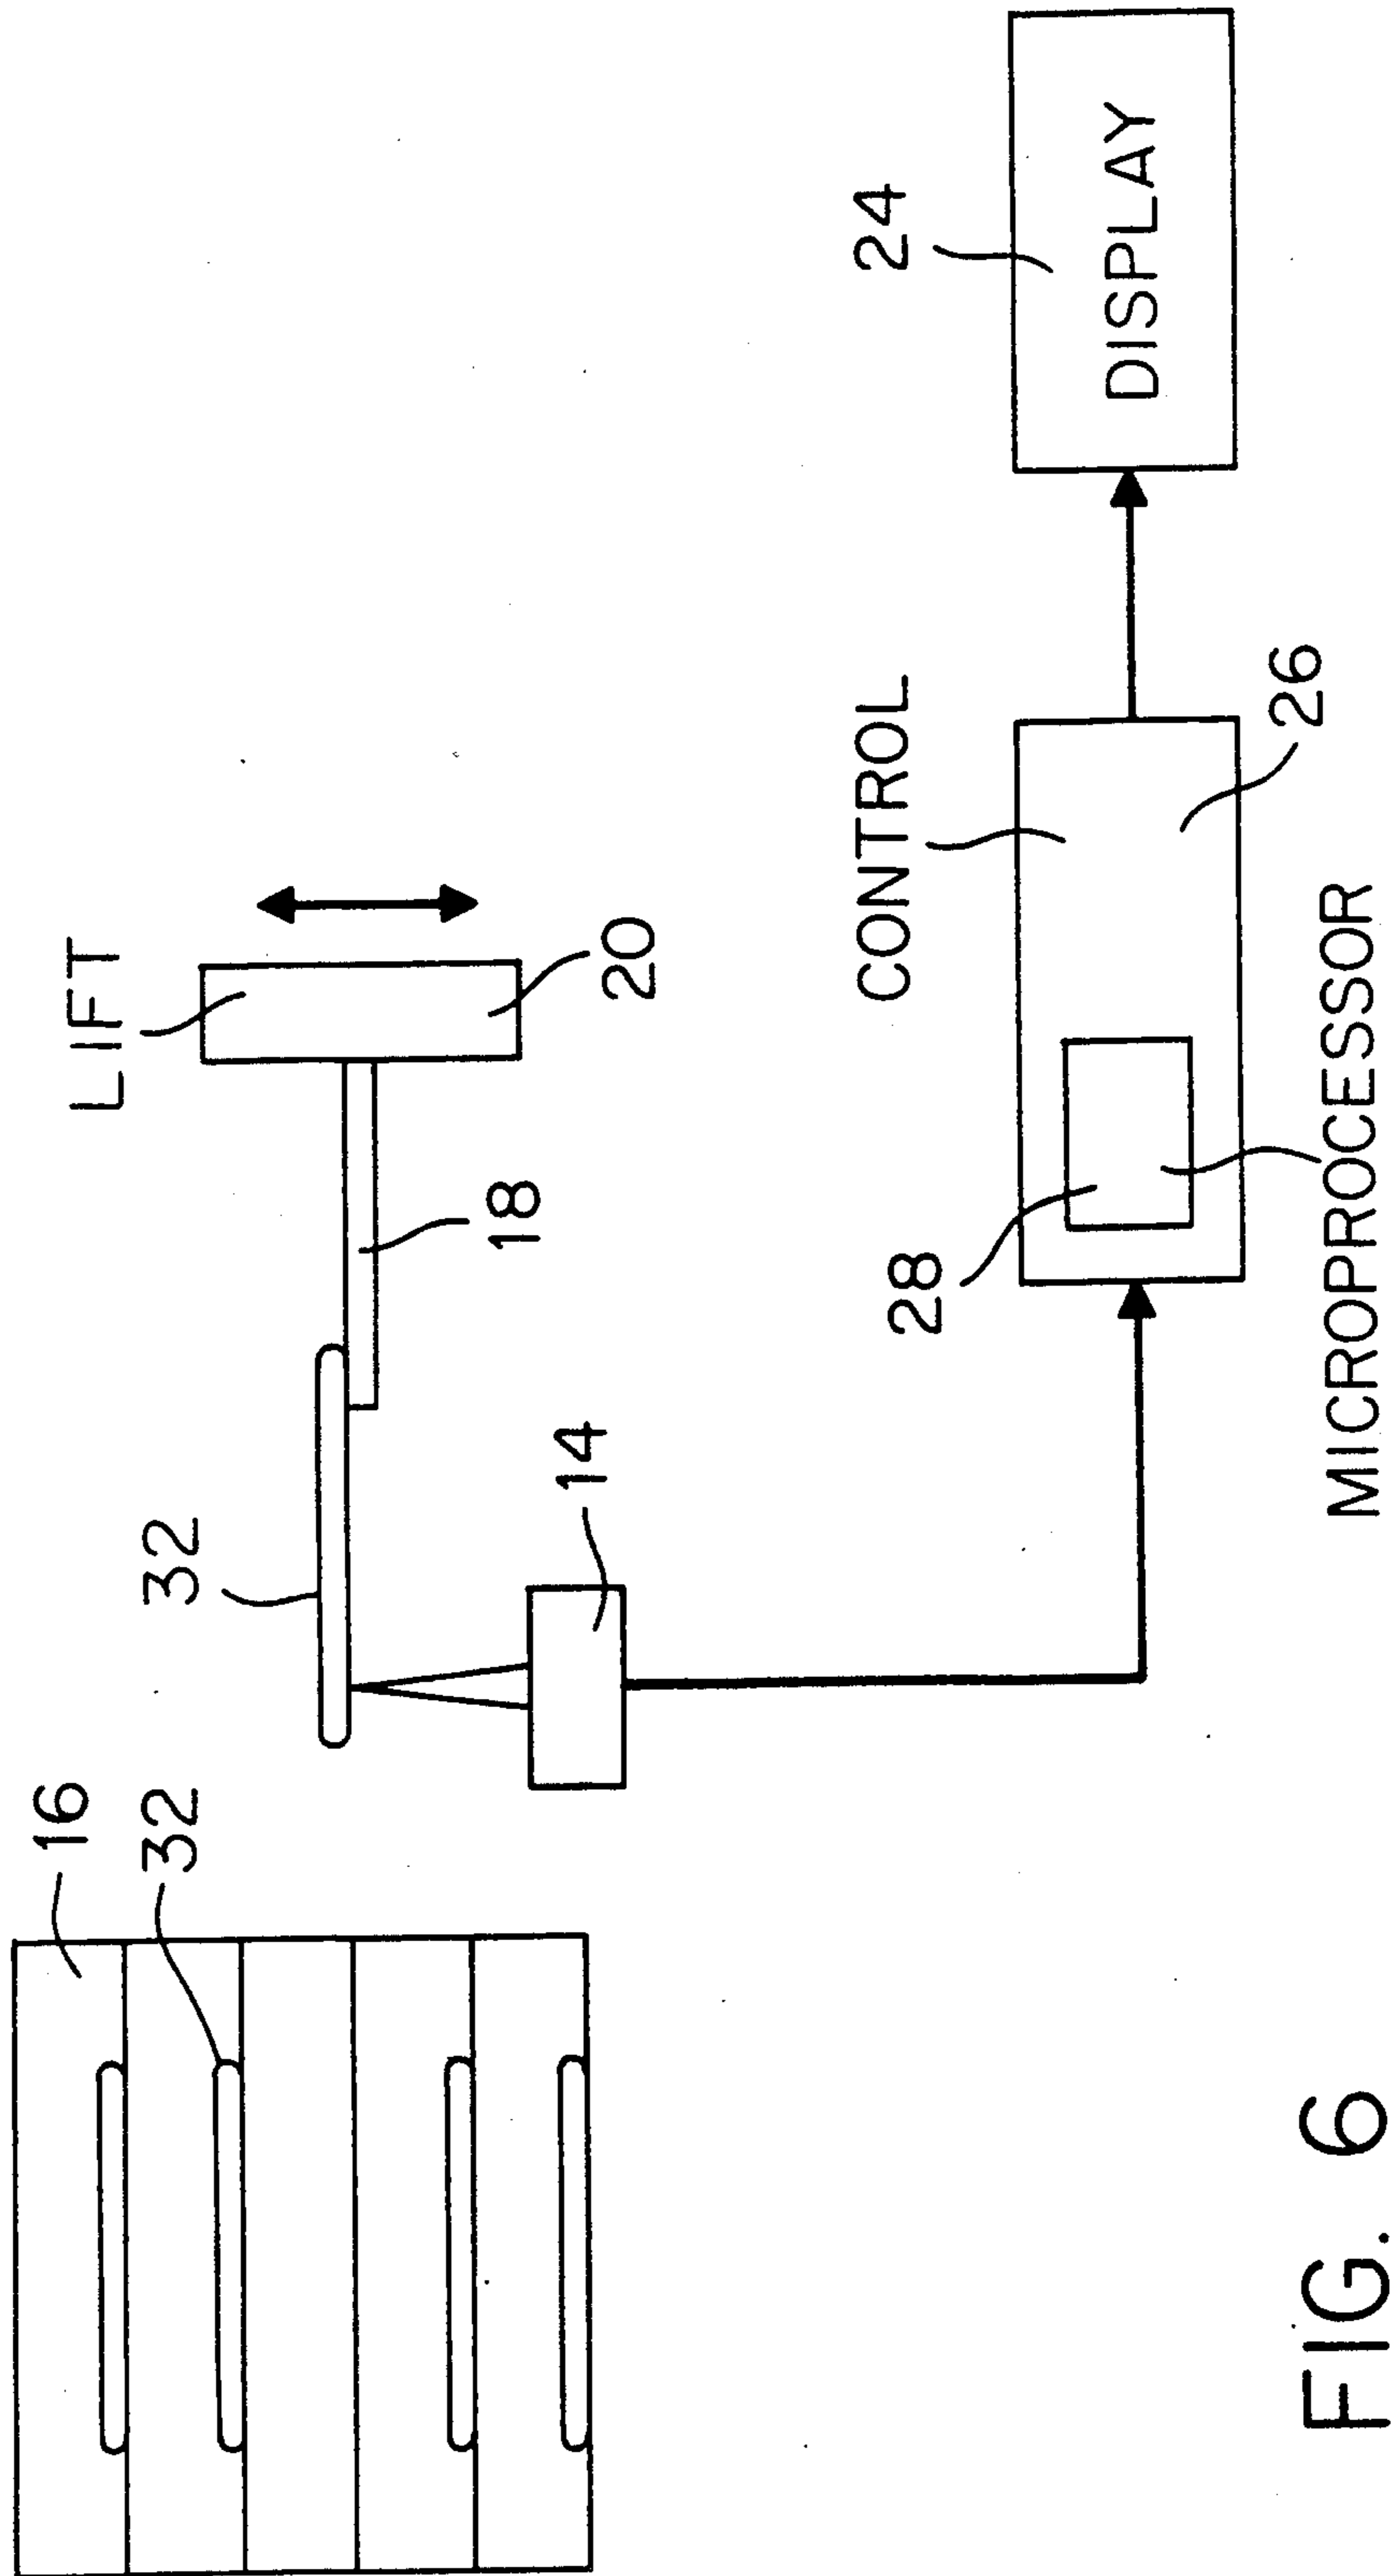 16
32
32
LIFT
18
20
14
24
DISPLAY
CONTROL
28
26
MICROPROCESSOR
FIG. 6